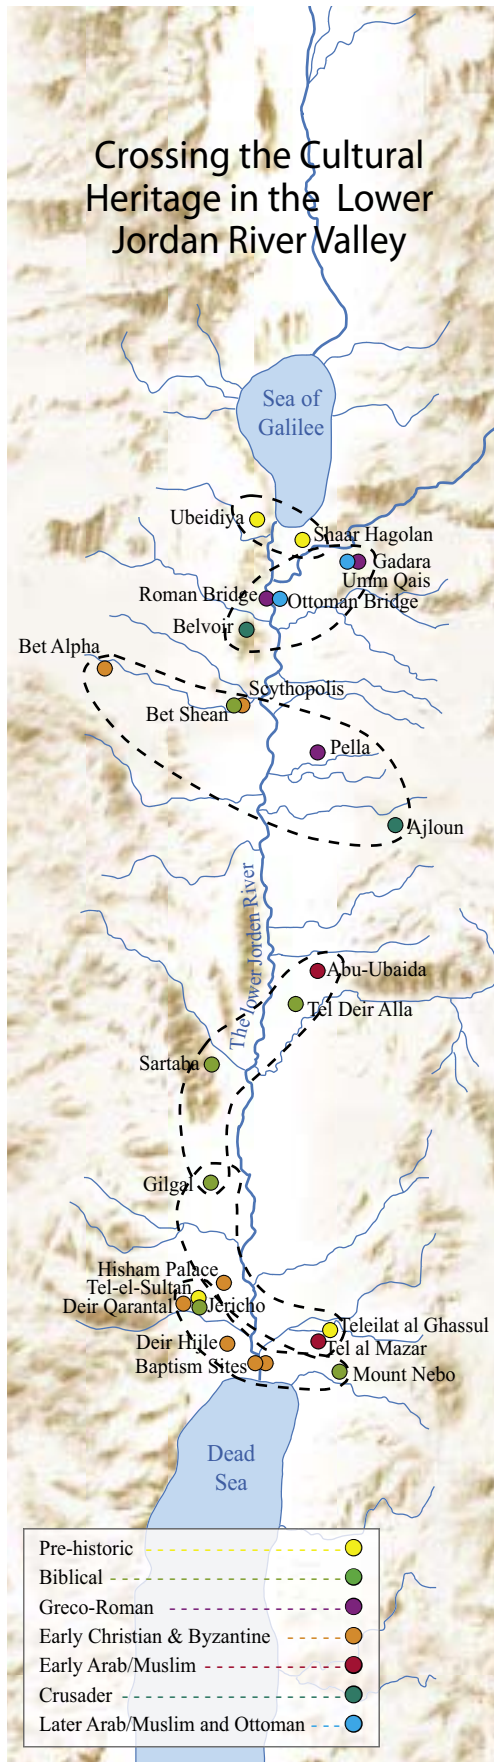 Crossing the Cultural
Heritage in the Lower
Jordan River Valley
Sea of
Galilee
Ubeidiya
Shaar Hagolan
Gadara
Umm Qais
Roman Bridge
Ottoman Bridge
Belvoir
Bet Alpha
Scythopolis
Bet Shean
Pella
Ajloun
The lower Jorden River
Abu-Ubaida
Tel Deir Alla
Sartaba
Gilgal
Hisham Palace
Tel-el-Sultan
Deir Qarantal
Jericho
Teleilat al Ghassul
Tel al Mazar
Deir Hijle
Baptism Sites
Mount Nebo
Dead
Sea
Pre-historic
Biblical
Greco-Roman
Early Christian & Byzantine
Early Arab/Muslim
Crusader
Later Arab/Muslim and Ottoman